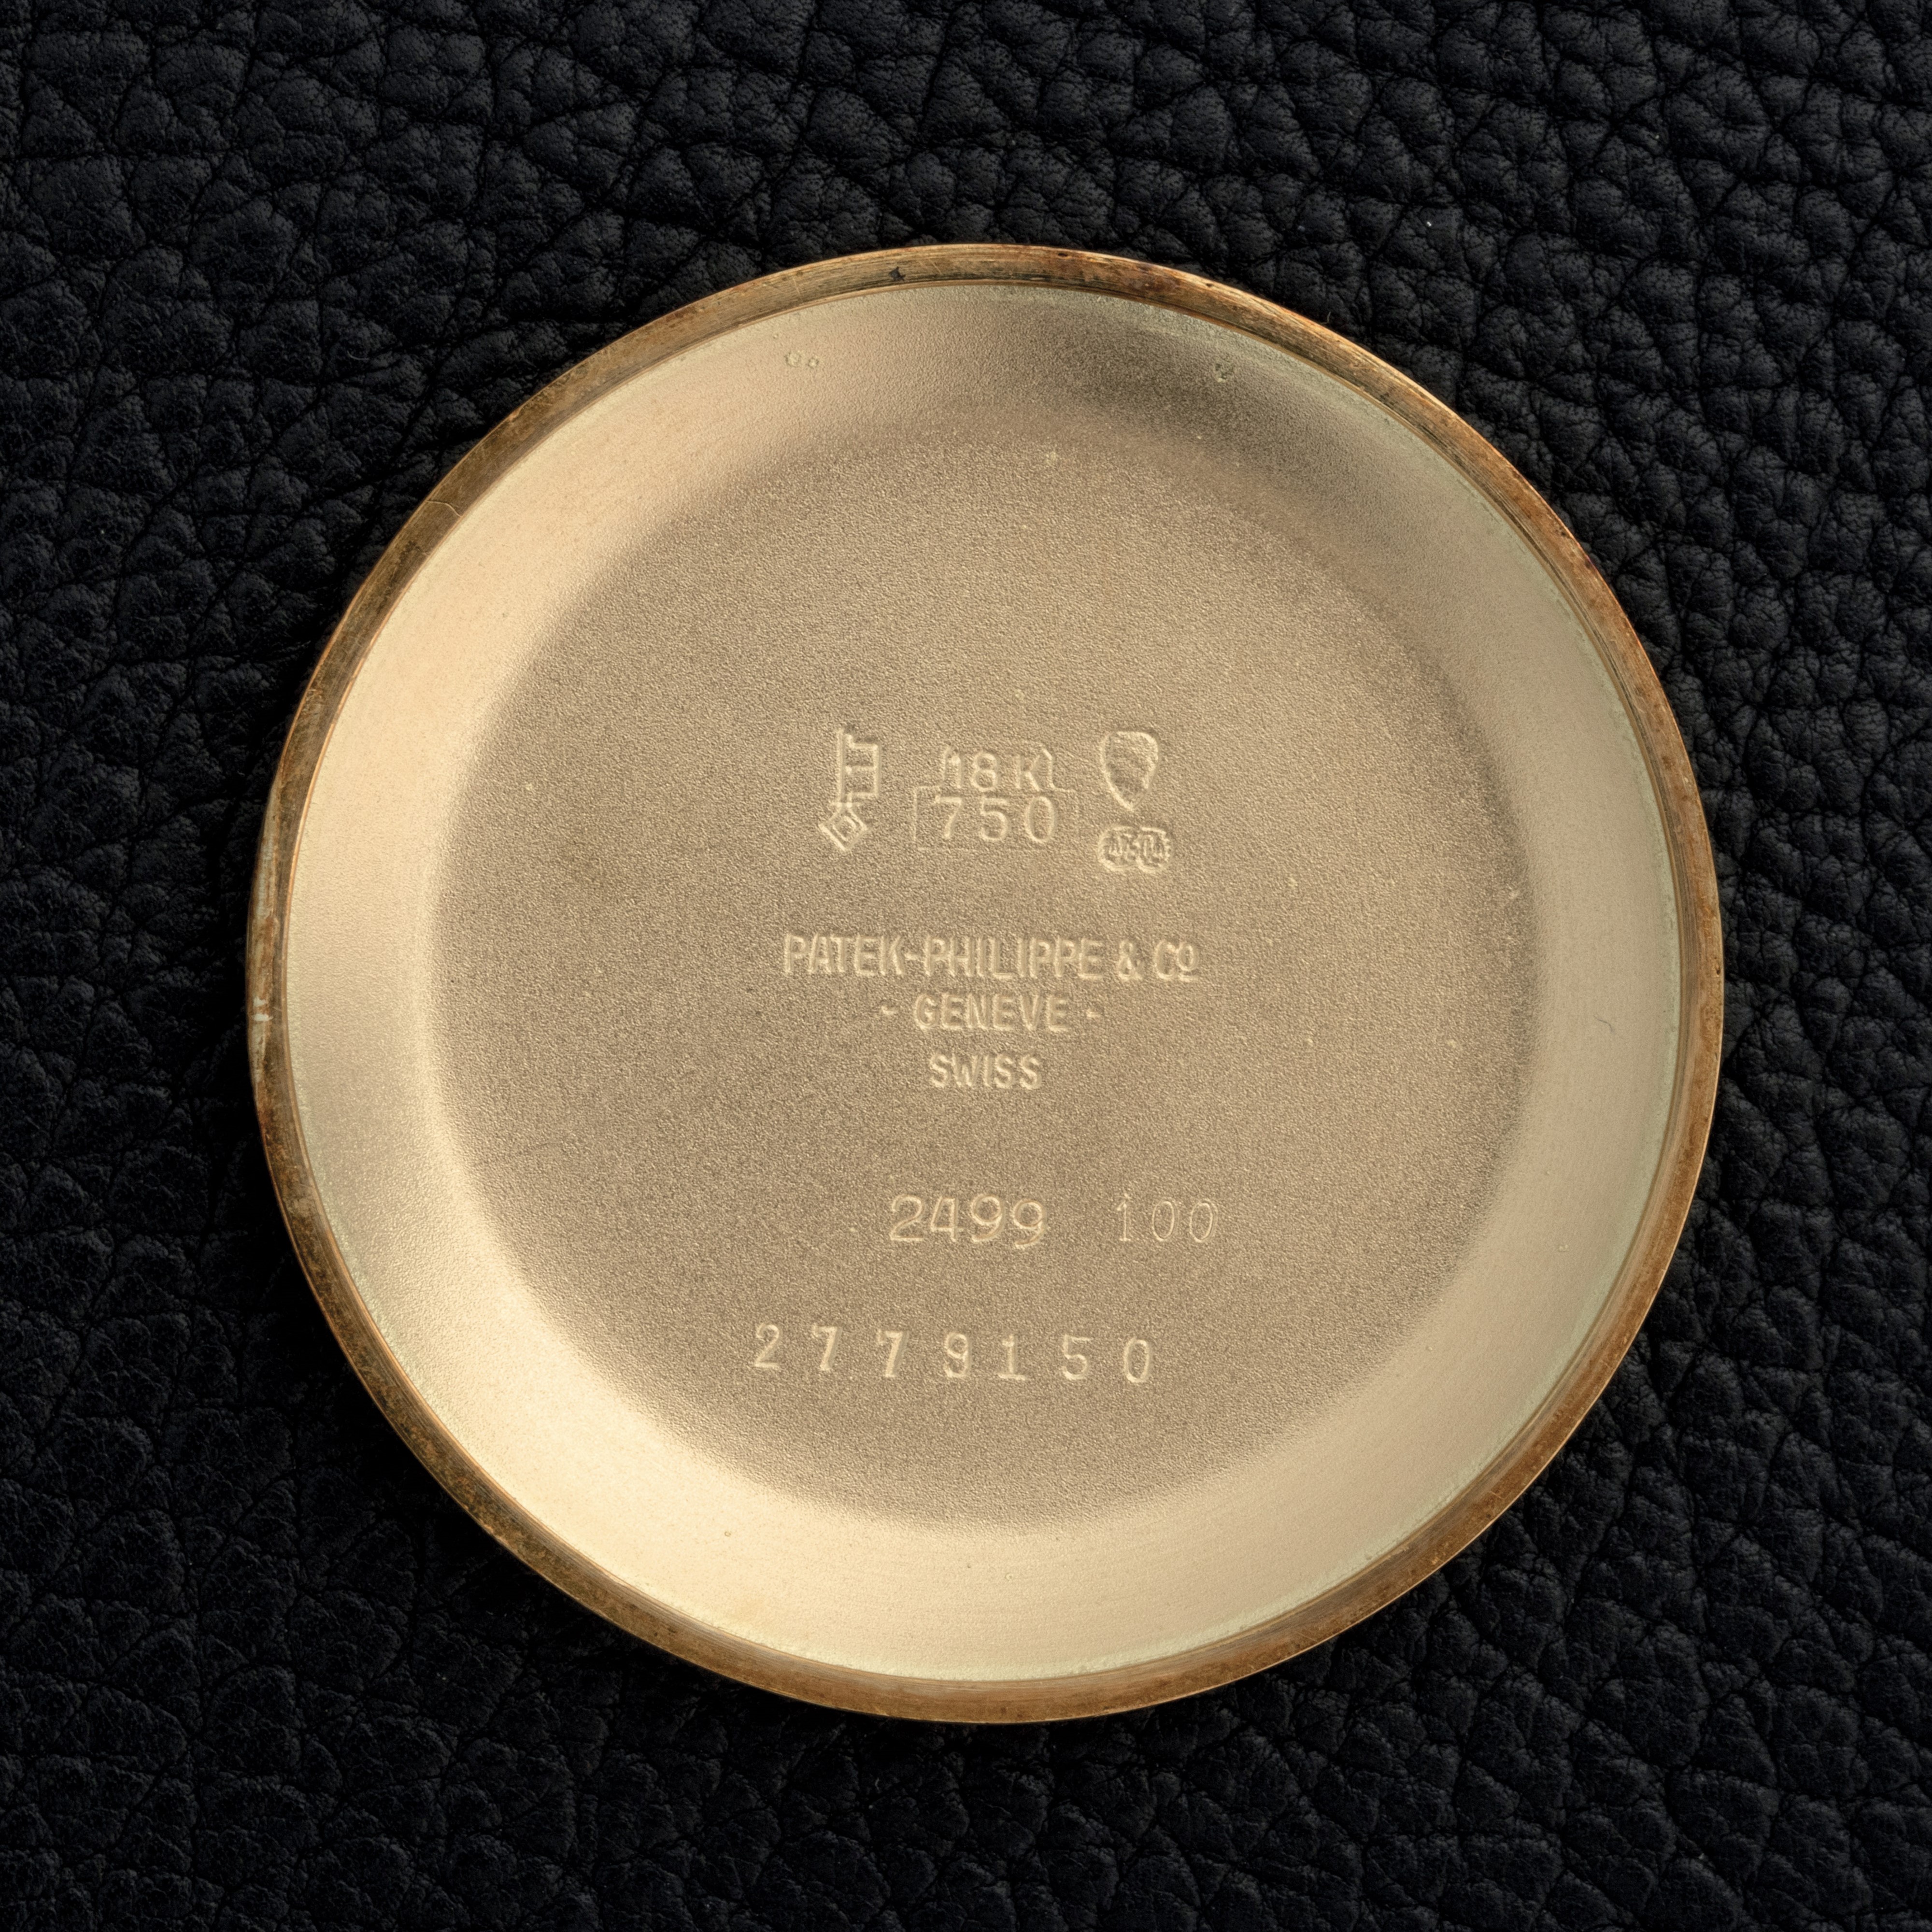 18K
750
PATEK-PHILIPPE & Cº
- GENEVE -
SWISS
2499 100
2779150